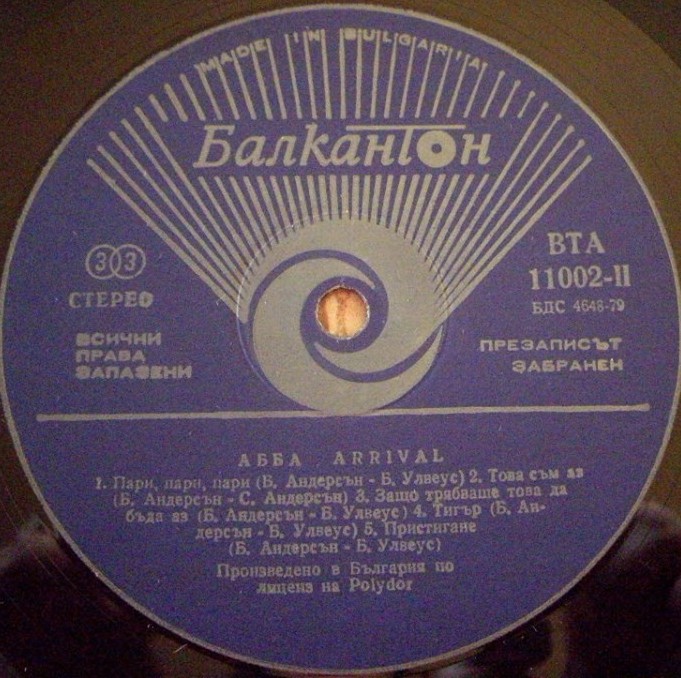 MADE IN BULGARIA
Балкантон
33
СТЕРЕО
ВТА
11002-II
БДС 4648-79
ВСИЧКИ
ПРАВА
ЗАПАЗЕНИ
ПРЕЗАПИСЪТ
ЗАБРАНЕН
АББА - ARRIVAL
1. Пари, пари, пари (Б. Андерсън - Б. Улвеус) 2. Това съм аз
(Б. Андерсън - С. Андерсън) 3. Защо трябваше това да
бъда аз (Б. Андерсън - Б. Улвеус) 4. Тигър (Б. Ан-
дерсън - Б. Улвеус) 5. Пристигане
(Б. Андерсън - Б. Улвеус)
Произведено в България по
лиценз на Polydor